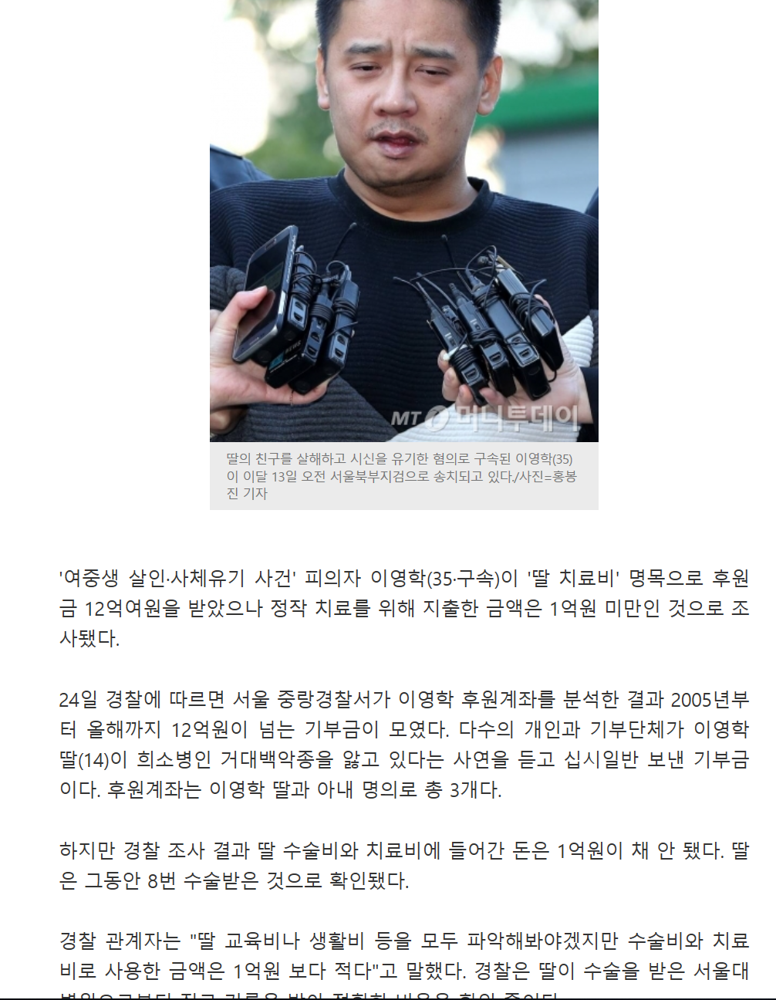 NEWS
MT 머니투데이
딸의 친구를 살해하고 시신을 유기한 혐의로 구속된 이영학(35)
이 이달 13일 오전 서울북부지검으로 송치되고 있다./사진=홍봉
진 기자
'여중생 살인·사체유기 사건' 피의자 이영학(35·구속)이 '딸 치료비' 명목으로 후원
금 12억여원을 받았으나 정작 치료를 위해 지출한 금액은 1억원 미만인 것으로 조
사됐다.
24일 경찰에 따르면 서울 중랑경찰서가 이영학 후원계좌를 분석한 결과 2005년부
터 올해까지 12억원이 넘는 기부금이 모였다. 다수의 개인과 기부단체가 이영학
딸(14)이 희소병인 거대백악종을 앓고 있다는 사연을 듣고 십시일반 보낸 기부금
이다. 후원계좌는 이영학 딸과 아내 명의로 총 3개다.
하지만 경찰 조사 결과 딸 수술비와 치료비에 들어간 돈은 1억원이 채 안 됐다. 딸
은 그동안 8번 수술받은 것으로 확인됐다.
경찰 관계자는 "딸 교육비나 생활비 등을 모두 파악해봐야겠지만 수술비와 치료
비로 사용한 금액은 1억원 보다 적다"고 말했다. 경찰은 딸이 수술을 받은 서울대